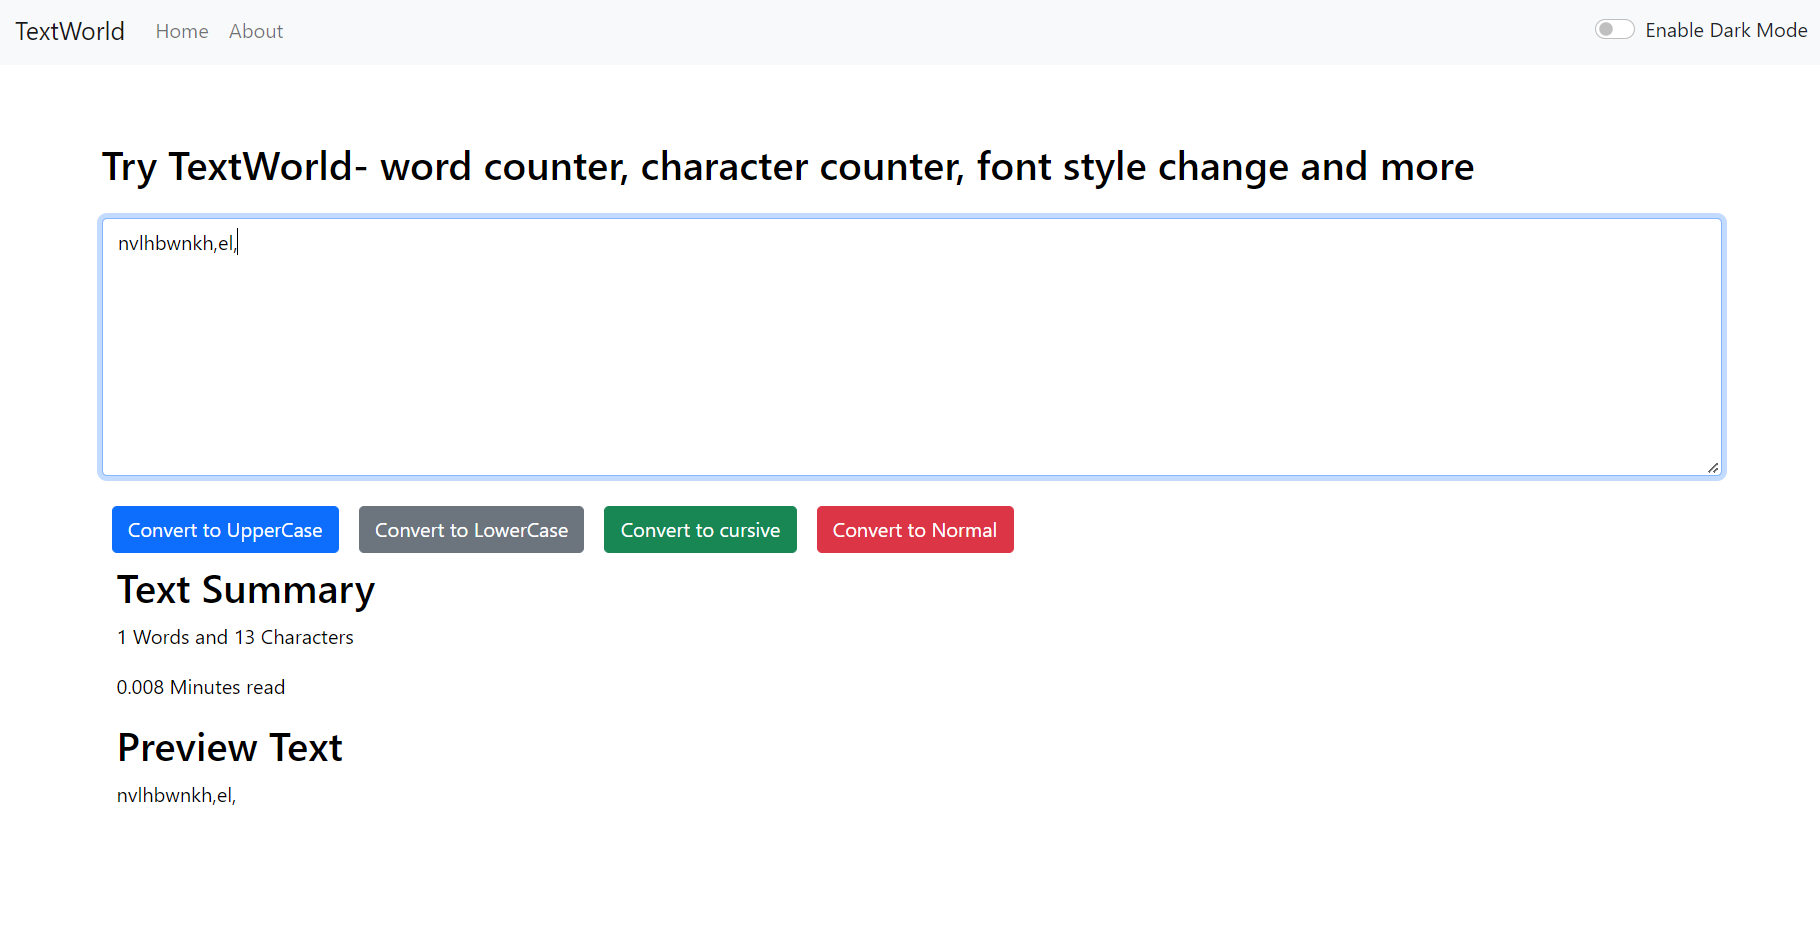 TextWorld Home About Enable Dark Mode
Try TextWorld- word counter, character counter, font style change and more
nvlhbwnkh,el,
Convert to UpperCase Convert to LowerCase Convert to cursive Convert to Normal
Text Summary
1 Words and 13 Characters
0.008 Minutes read
Preview Text
nvlhbwnkh,el,